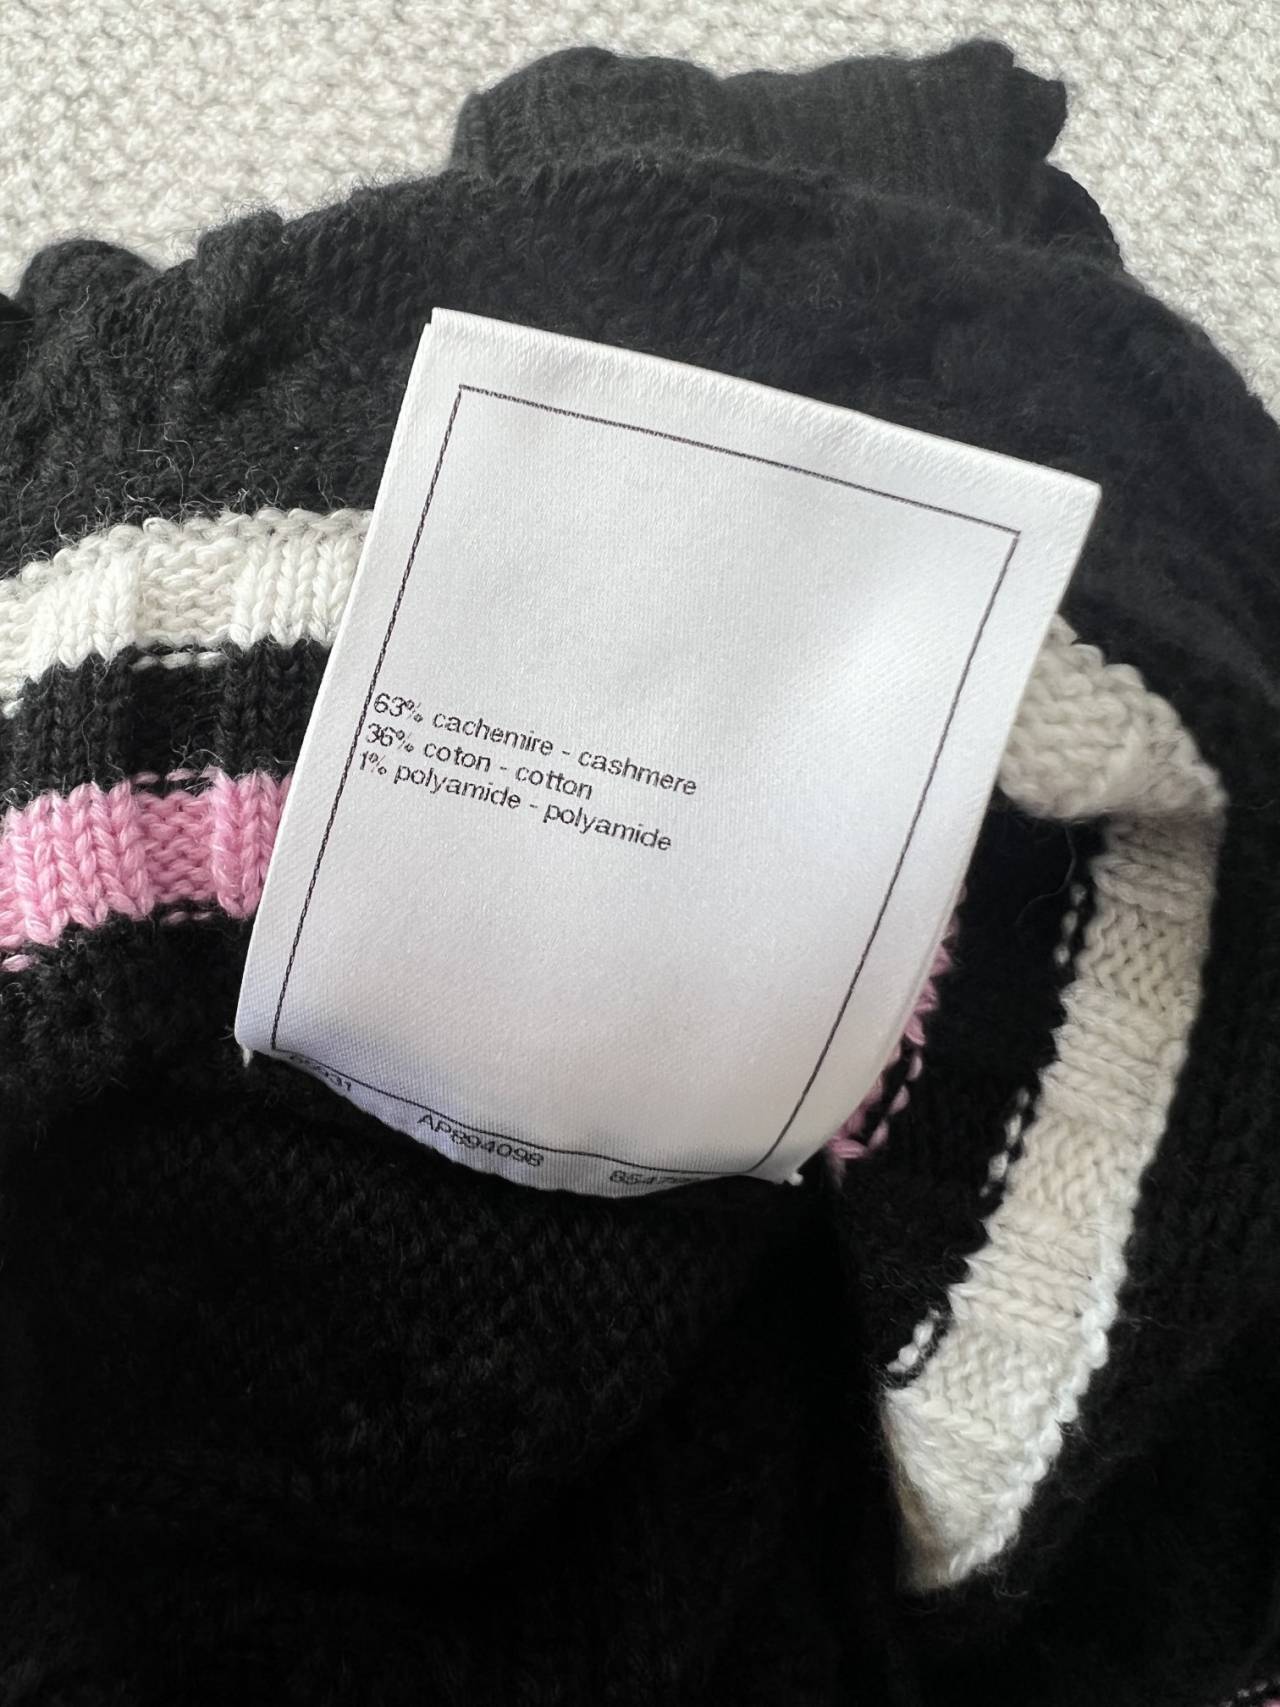 63% cachemire - cashmere
36% coton - cotton
1% polyamide - polyamide
AP894098